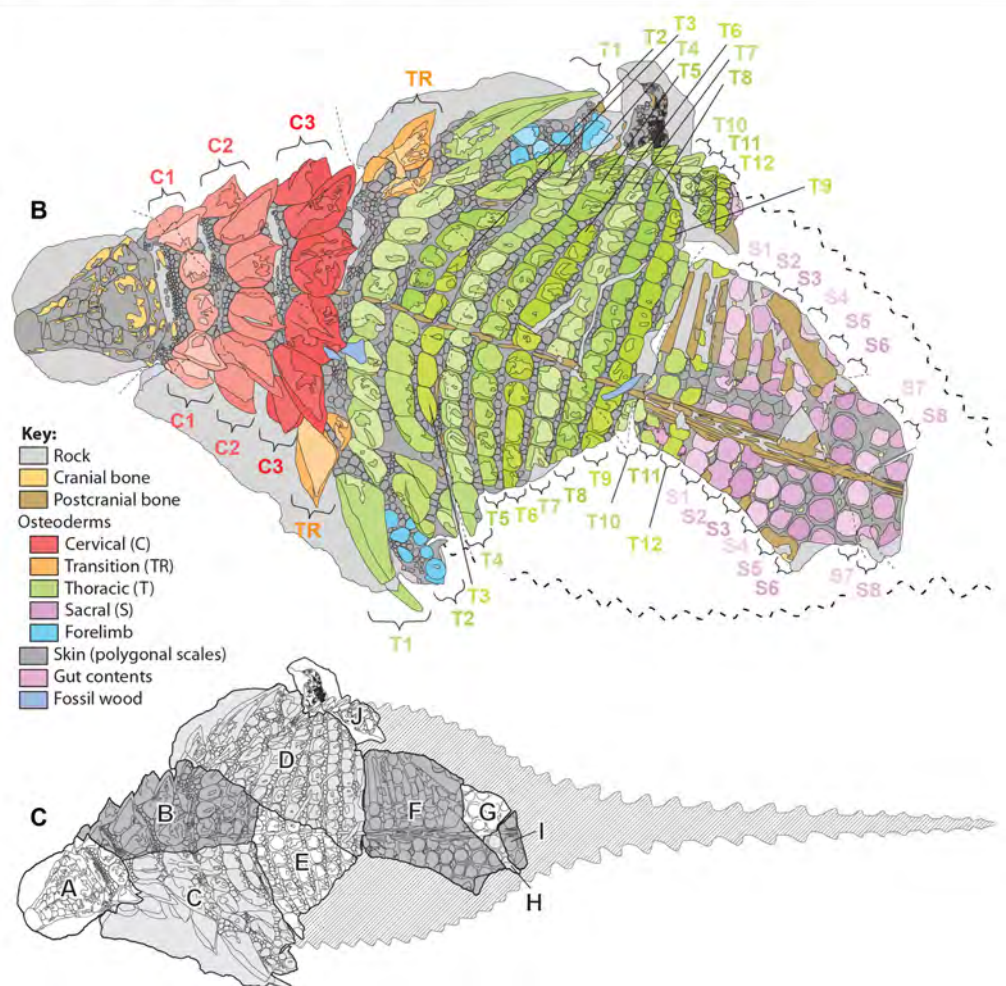 T1 T2 T3 T4 T5 T6 T7 T8
TR
C3
C2
C1
T10
T11
T12
T9
B
S1
S2
S3
S4
S5
S6
S7
S8
C1
C2
C3
TR
T1
T2
T3
T4
T5
T6
T7
T8
T9
T10
T11
T12
S1
S2
S3
S4
S5
S6
S7
S8
Key:
Rock
Cranial bone
Postcranial bone
Osteoderms
Cervical (C)
Transition (TR)
Thoracic (T)
Sacral (S)
Forelimb
Skin (polygonal scales)
Gut contents
Fossil wood
C
A
B
C
D
E
F
G
H
I
J